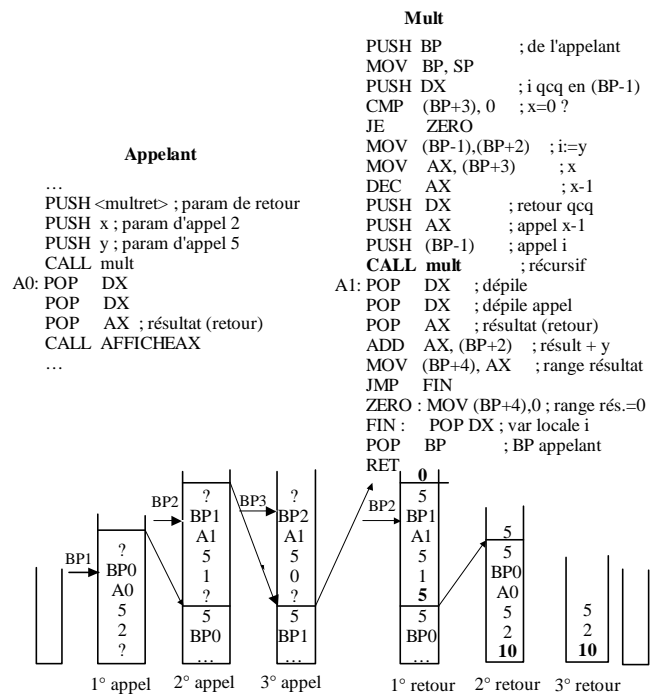 Mult
PUSH BP ; de l'appelant
MOV BP, SP
PUSH DX ; i qcq en (BP-1)
CMP (BP+3), 0 ; x=0 ?
JE ZERO
MOV (BP-1),(BP+2) ; i:=y
MOV AX, (BP+3) ; x
DEC AX ; x-1
PUSH DX ; retour qcq
PUSH AX ; appel x-1
PUSH (BP-1) ; appel i
CALL mult ; récursif
A1: POP DX ; dépile
POP DX ; dépile appel
POP AX ; résultat (retour)
ADD AX, (BP+2) ; résult + y
MOV (BP+4), AX ; range résultat
JMP FIN
ZERO : MOV (BP+4),0 ; range rés.=0
FIN : POP DX ; var locale i
POP BP ; BP appelant
RET
Appelant
…
PUSH <multret> ; param de retour
PUSH x ; param d'appel 2
PUSH y ; param d'appel 5
CALL mult
A0: POP DX
POP DX
POP AX ; résultat (retour)
CALL AFFICHEAX
…
BP1
?
BP0
A0
5
2
?
1° appel
BP2
?
BP1
A1
5
1
?
5
BP0
…
2° appel
BP3
?
BP2
A1
5
0
?
5
BP1
…
3° appel
BP2
0
5
BP1
A1
5
1
5
5
BP0
…
1° retour
5
5
BP0
A0
5
2
10
2° retour
5
2
10
3° retour